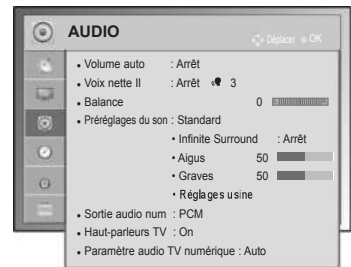 AUDIO
Déplacer OK
• Volume auto : Arrêt
• Voix nette II : Arrêt 3
• Balance 0
• Préréglages du son : Standard
• Infinite Surround : Arrêt
• Aigus 50
• Graves 50
• Réglages usine
• Sortie audio num : PCM
• Haut-parleurs TV : On
• Paramètre audio TV numérique : Auto